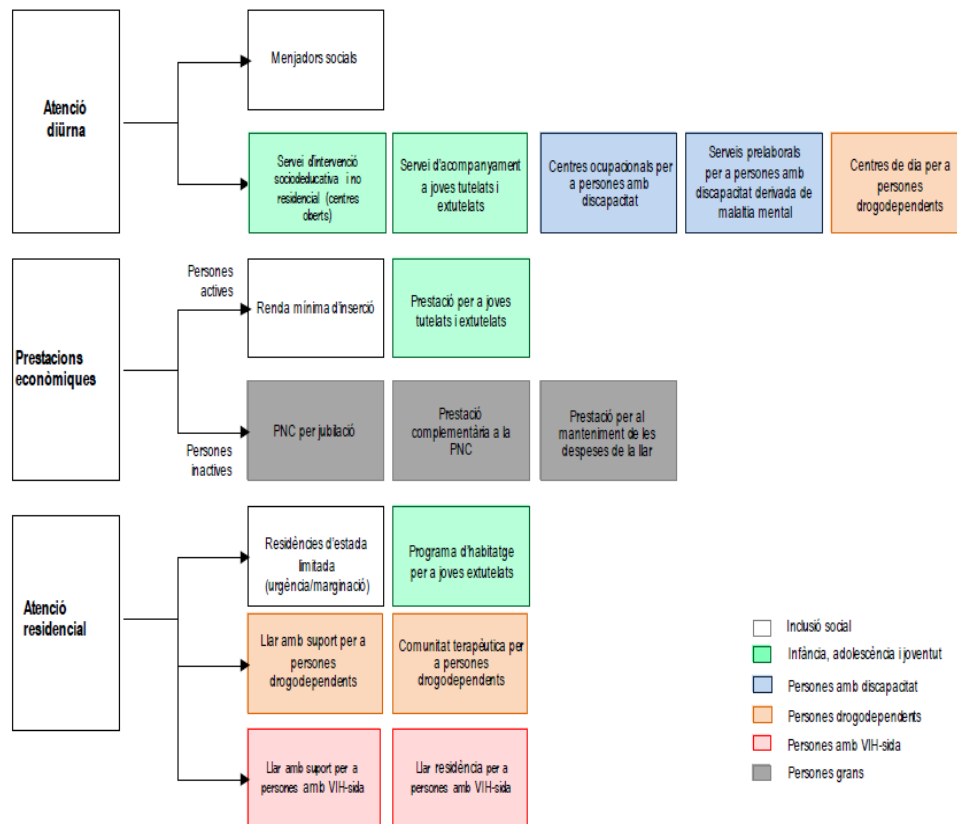 Atenció
diürna
Menjadors socials
Servei d'intervenció
sociodeducativa i no
residencial (centres
oberts)
Servei d'acompanyament
a joves tutelats i
extutelats
Centres ocupacionals per
a persones amb
discapacitat
Serveis prelaborals
per a persones amb
discapacitat derivada de
malaltia mental
Centres de dia per a
persones
drogodependents
Prestacions
econòmiques
Persones
actives
Renda mínima d'inserció
Prestació per a joves
tutelats i extutelats
Persones
inactives
PNC per jubilació
Prestació
complementària a la
PNC
Prestació per al
manteniment de les
despeses de la llar
Atenció
residencial
Residències d'estada
limitada
(urgència/marginació)
Programa d'habitatge
per a joves extutelats
Llar amb suport per a
persones
drogodependents
Comunitat terapèutica per
a persones
drogodependents
Llar amb suport per a
persones amb VIH-sida
Llar residència per a
persones amb VIH-sida
Inclusió social
Infància, adolescència i joventut
Persones amb discapacitat
Persones drogodependents
Persones amb VIH-sida
Persones grans